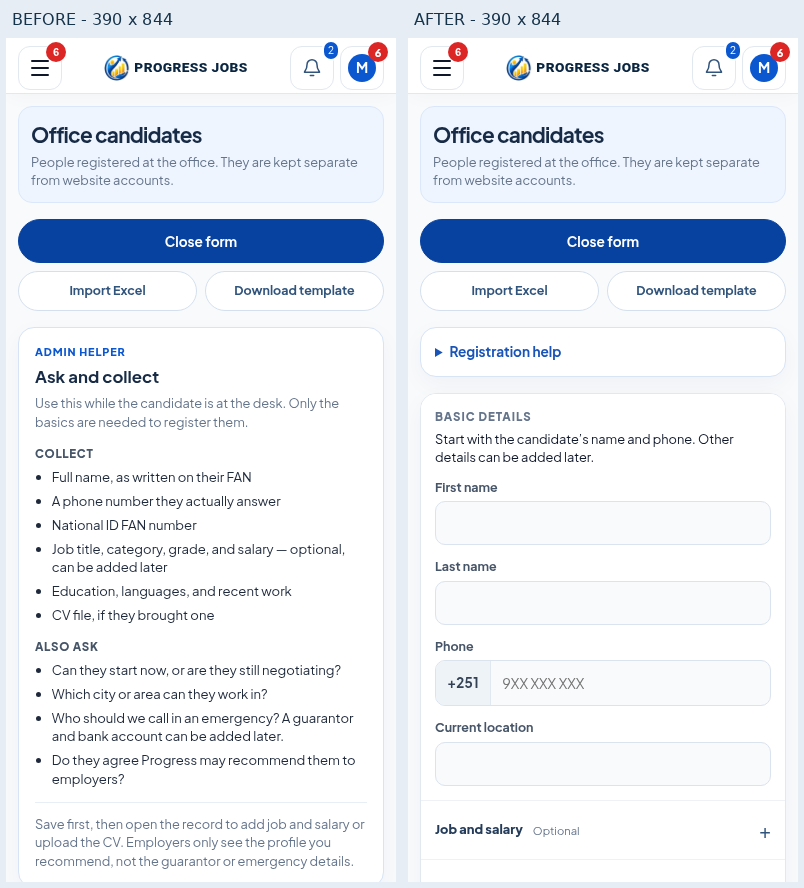 BEFORE - 390 x 844
6
PROGRESS JOBS
2
M
6
Office candidates
People registered at the office. They are kept separate
from website accounts.
Close form
Import Excel
Download template
ADMIN HELPER
Ask and collect
Use this while the candidate is at the desk. Only the
basics are needed to register them.
COLLECT
Full name, as written on their FAN
A phone number they actually answer
National ID FAN number
Job title, category, grade, and salary — optional,
can be added later
Education, languages, and recent work
CV file, if they brought one
ALSO ASK
Can they start now, or are they still negotiating?
Which city or area can they work in?
Who should we call in an emergency? A guarantor
and bank account can be added later.
Do they agree Progress may recommend them to
employers?
Save first, then open the record to add job and salary or
upload the CV. Employers only see the profile you
recommend, not the guarantor or emergency details.
AFTER - 390 x 844
6
PROGRESS JOBS
2
M
6
Office candidates
People registered at the office. They are kept separate
from website accounts.
Close form
Import Excel
Download template
Registration help
BASIC DETAILS
Start with the candidate's name and phone. Other
details can be added later.
First name
Last name
Phone
+251
9XX XXX XXX
Current location
Job and salary Optional
+